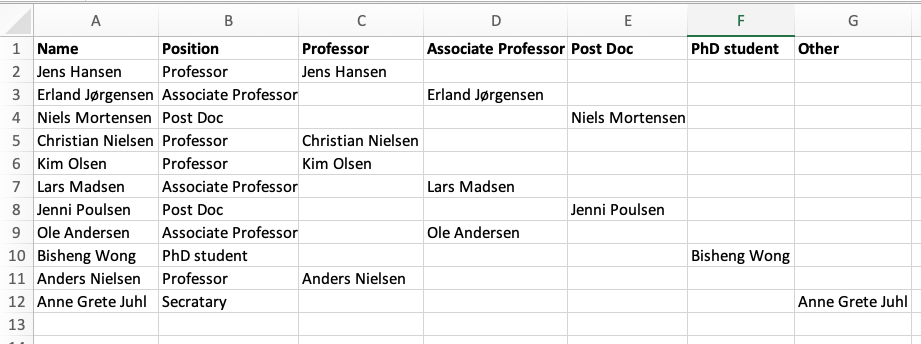 A B C D E F G
1 Name Position Professor Associate Professor Post Doc PhD student Other
2 Jens Hansen Professor Jens Hansen
3 Erland Jørgensen Associate Professor Erland Jørgensen
4 Niels Mortensen Post Doc Niels Mortensen
5 Christian Nielsen Professor Christian Nielsen
6 Kim Olsen Professor Kim Olsen
7 Lars Madsen Associate Professor Lars Madsen
8 Jenni Poulsen Post Doc Jenni Poulsen
9 Ole Andersen Associate Professor Ole Andersen
10 Bisheng Wong PhD student Bisheng Wong
11 Anders Nielsen Professor Anders Nielsen
12 Anne Grete Juhl Secratary Anne Grete Juhl
13